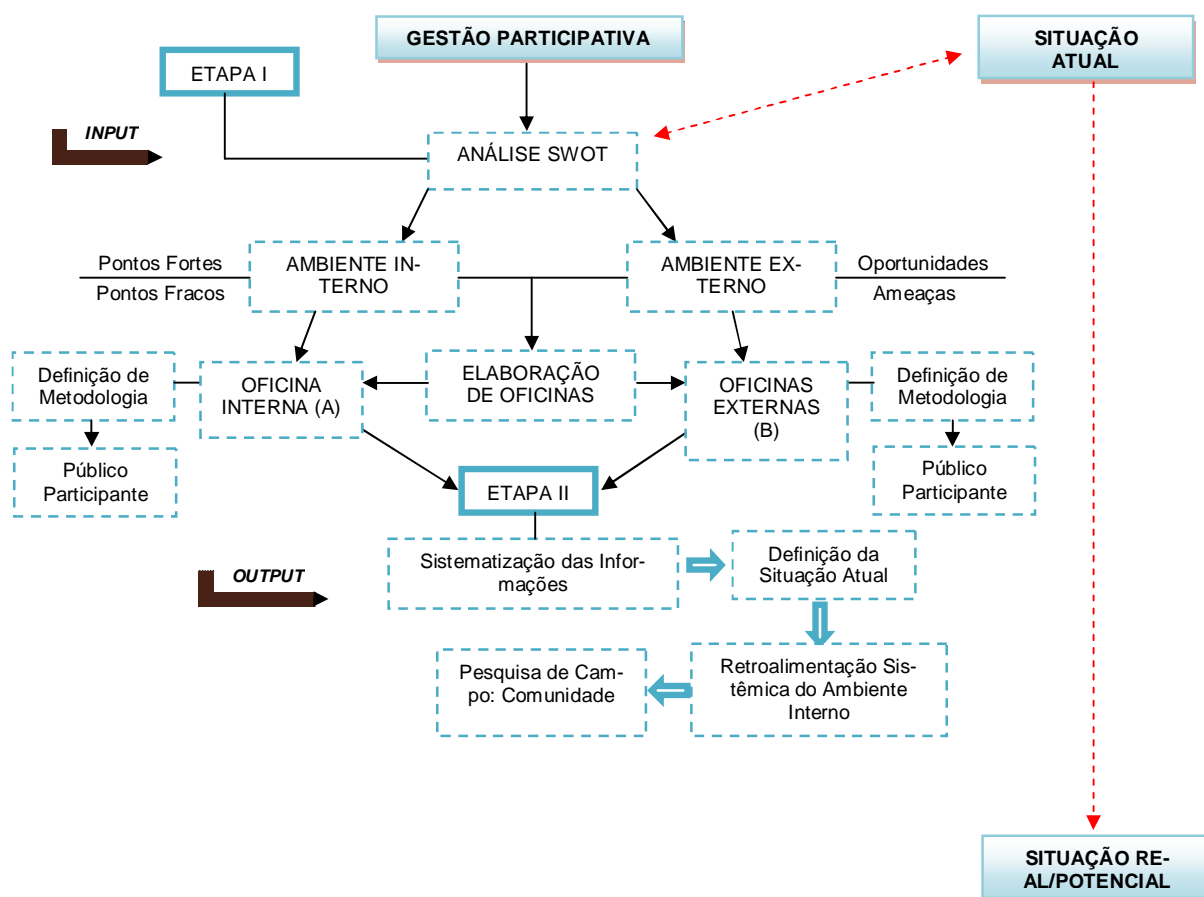 GESTÃO PARTICIPATIVA
SITUAÇÃO
ATUAL
ETAPA I
INPUT
ANÁLISE SWOT
Pontos Fortes
Pontos Fracos
AMBIENTE IN-
TERNO
AMBIENTE EX-
TERNO
Oportunidades
Ameaças
Definição de
Metodologia
OFICINA
INTERNA (A)
ELABORAÇÃO
DE OFICINAS
OFICINAS
EXTERNAS
(B)
Definição de
Metodologia
Público
Participante
ETAPA II
Público
Participante
OUTPUT
Sistematização das Infor-
mações
Definição da
Situação Atual
Pesquisa de Cam-
po: Comunidade
Retroalimentação Sis-
têmica do Ambiente
Interno
SITUAÇÃO RE-
AL/POTENCIAL